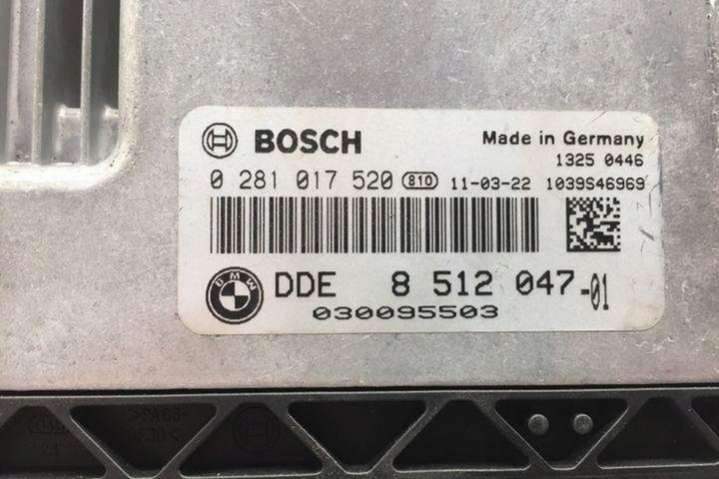 BOSCH Made in Germany
1325 0446
0 281 017 520 810 11-03-22 1039S46969
BMW DDE 8 512 047-01
030095503